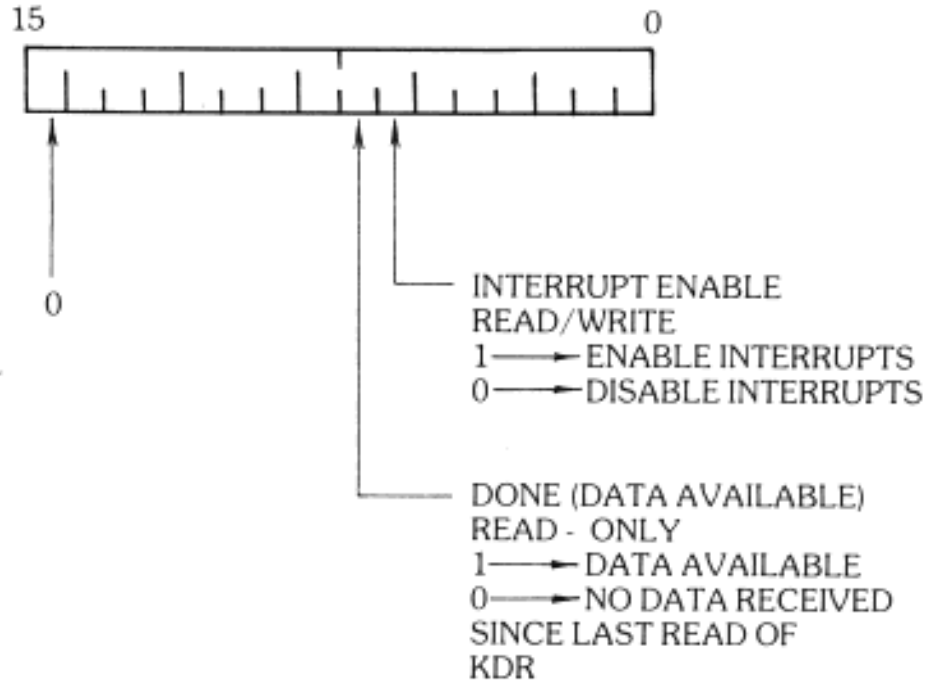 15 0
0
INTERRUPT ENABLE
READ/WRITE
1 → ENABLE INTERRUPTS
0 → DISABLE INTERRUPTS
DONE (DATA AVAILABLE)
READ - ONLY
1 → DATA AVAILABLE
0 → NO DATA RECEIVED
SINCE LAST READ OF
KDR